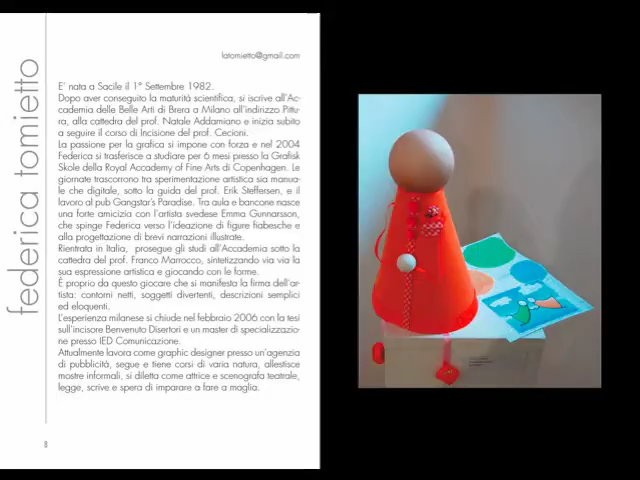 federica tomietto
latomietto@gmail.com
E' nata a Sacile il 1° Settembre 1982.
Dopo aver conseguito la maturità scientifica, si iscrive all'Ac-
cademia delle Belle Arti di Brera a Milano all'indirizzo Pittu-
ra, alla cattedra del prof. Natale Addamiano e inizia subito
a seguire il corso di Incisione del prof. Cecioni.
La passione per la grafica si impone con forza e nel 2004
Federica si trasferisce a studiare per 6 mesi presso la Grafisk
Skole della Royal Accademy of Fine Arts di Copenhagen. Le
giornate trascorrono tra sperimentazione artistica sia manua-
le che digitale, sotto la guida del prof. Erik Steffersen, e il
lavoro al pub Gangstar's Paradise. Tra aula e bancone nasce
una forte amicizia con l'artista svedese Emma Gunnarsson,
che spinge Federica verso l'ideazione di figure fiabesche e
alla progettazione di brevi narrazioni illustrate.
Rientrata in Italia, prosegue gli studi all'Accademia sotto la
cattedra del prof. Franco Marrocco, sintetizzando via via la
sua espressione artistica e giocando con le forme.
É proprio da questo giocare che si manifesta la firma dell'ar-
tista: contorni netti, soggetti divertenti, descrizioni semplici
ed eloquenti.
L'esperienza milanese si chiude nel febbraio 2006 con la tesi
sull'incisore Benvenuto Disertori e un master di specializzazio-
ne presso IED Comunicazione.
Attualmente lavora come graphic designer presso un'agenzia
di pubblicità, segue e tiene corsi di varia natura, allestisce
mostre informali, si diletta come attrice e scenografa teatrale,
legge, scrive e spera di imparare a fare a maglia.
8